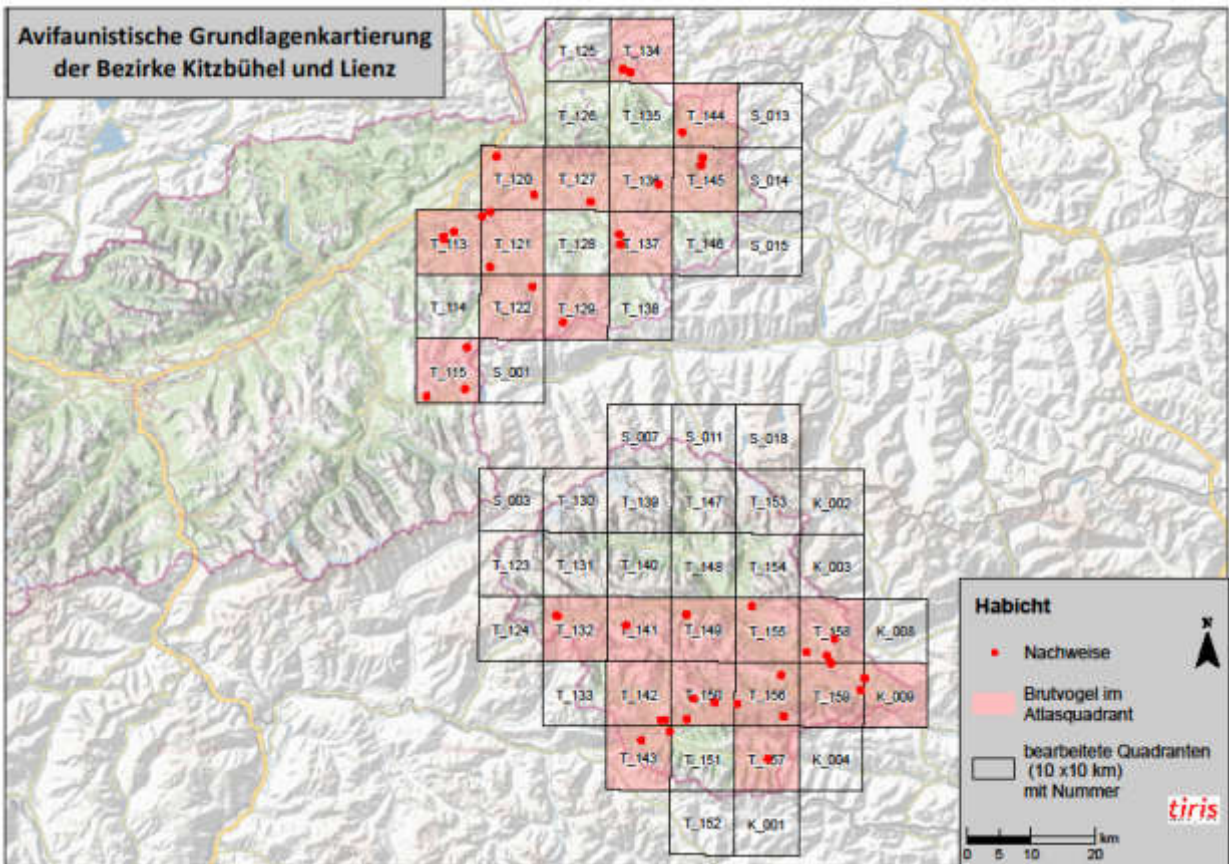 Avifaunistische Grundlagenkartierung
der Bezirke Kitzbühel und Lienz
T_125 T_134
T_126 T_135 T_144 S_013
T_120 T_127 T_136 T_145 S_014
T_113 T_121 T_128 T_137 T_146 S_015
T_114 T_122 T_129 T_138
T_115 S_001
S_007 S_011 S_018
S_003 T_130 T_139 T_147 T_153 K_002
T_123 T_131 T_140 T_148 T_154 K_003
T_124 T_132 T_141 T_149 T_155 T_158 K_008
T_133 T_142 T_150 T_156 T_159 K_009
T_143 T_151 T_157 K_004
T_152 K_001
Habicht
N
Nachweise
Brutvogel im
Atlasquadrant
bearbeitete Quadranten
(10 x10 km)
mit Nummer
tiris
km
0 5 10 20